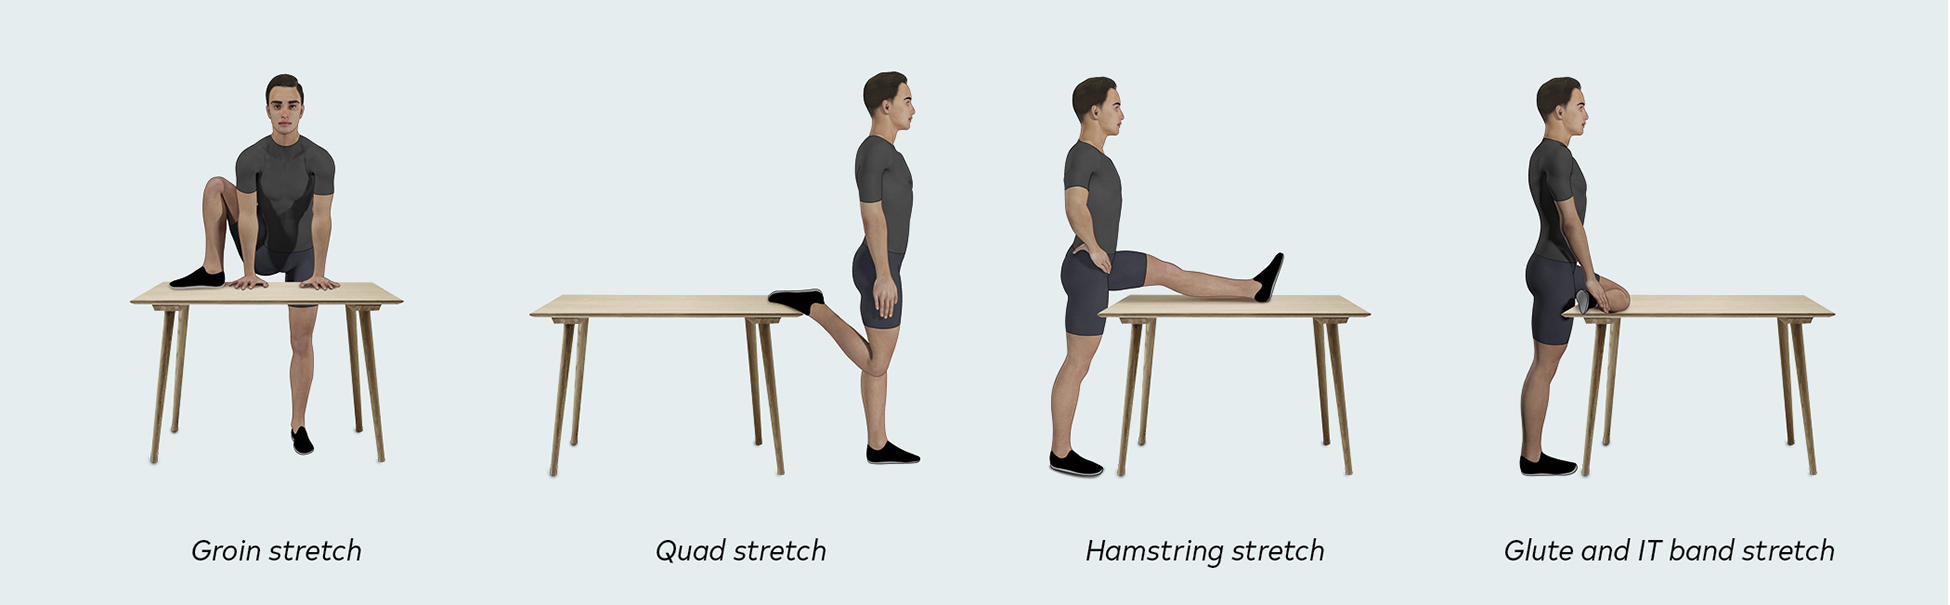 Groin stretch
Quad stretch
Hamstring stretch
Glute and IT band stretch